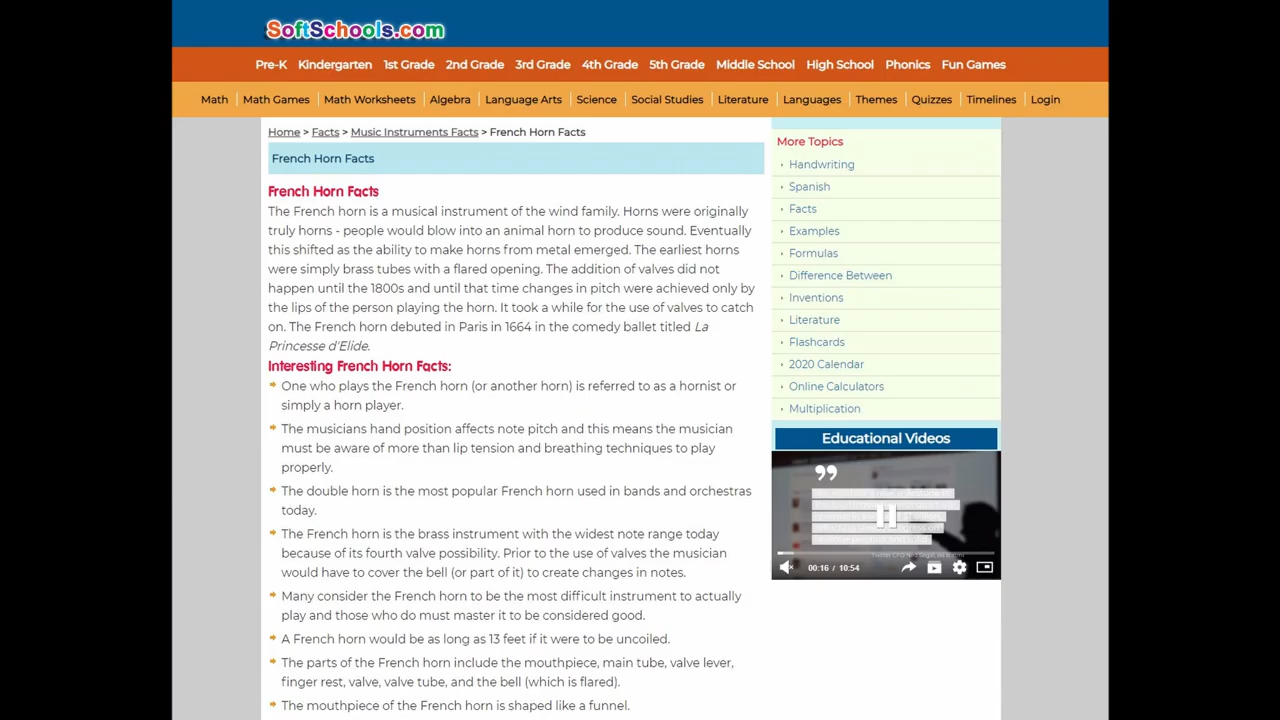 SoftSchools.com
Pre-K Kindergarten 1st Grade 2nd Grade 3rd Grade 4th Grade 5th Grade Middle School High School Phonics Fun Games
Math Math Games Math Worksheets Algebra Language Arts Science Social Studies Literature Languages Themes Quizzes Timelines Login
Home > Facts > Music Instruments Facts > French Horn Facts
French Horn Facts
French Horn Facts
The French horn is a musical instrument of the wind family. Horns were originally
truly horns - people would blow into an animal horn to produce sound. Eventually
this shifted as the ability to make horns from metal emerged. The earliest horns
were simply brass tubes with a flared opening. The addition of valves did not
happen until the 1800s and until that time changes in pitch were achieved only by
the lips of the person playing the horn. It took a while for the use of valves to catch
on. The French horn debuted in Paris in 1664 in the comedy ballet titled La
Princesse d'Elide.
Interesting French Horn Facts:
One who plays the French horn (or another horn) is referred to as a hornist or
simply a horn player.
The musicians hand position affects note pitch and this means the musician
must be aware of more than lip tension and breathing techniques to play
properly.
The double horn is the most popular French horn used in bands and orchestras
today.
The French horn is the brass instrument with the widest note range today
because of its fourth valve possibility. Prior to the use of valves the musician
would have to cover the bell (or part of it) to create changes in notes.
Many consider the French horn to be the most difficult instrument to actually
play and those who do must master it to be considered good.
A French horn would be as long as 13 feet if it were to be uncoiled.
The parts of the French horn include the mouthpiece, main tube, valve lever,
finger rest, valve, valve tube, and the bell (which is flared).
The mouthpiece of the French horn is shaped like a funnel.
More Topics
Handwriting
Spanish
Facts
Examples
Formulas
Difference Between
Inventions
Literature
Flashcards
2020 Calendar
Online Calculators
Multiplication
Educational Videos
00:16 / 10:54